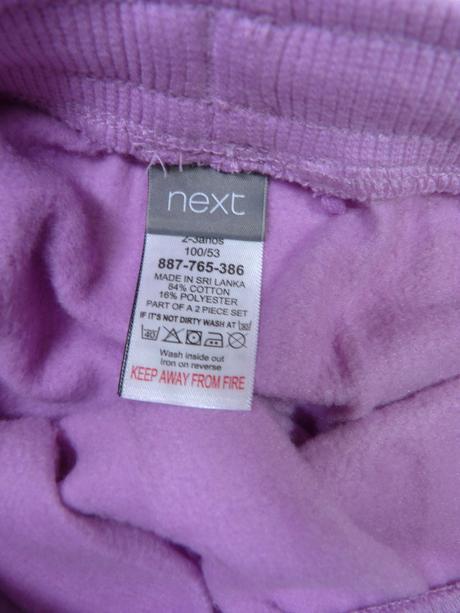 next
2-3anos
100/53
887-765-386
MADE IN SRI LANKA
84% COTTON
16% POLYESTER
PART OF A 2 PIECE SET
IF IT'S NOT DIRTY WASH AT 30
40
Wash inside out
Iron on reverse
KEEP AWAY FROM FIRE